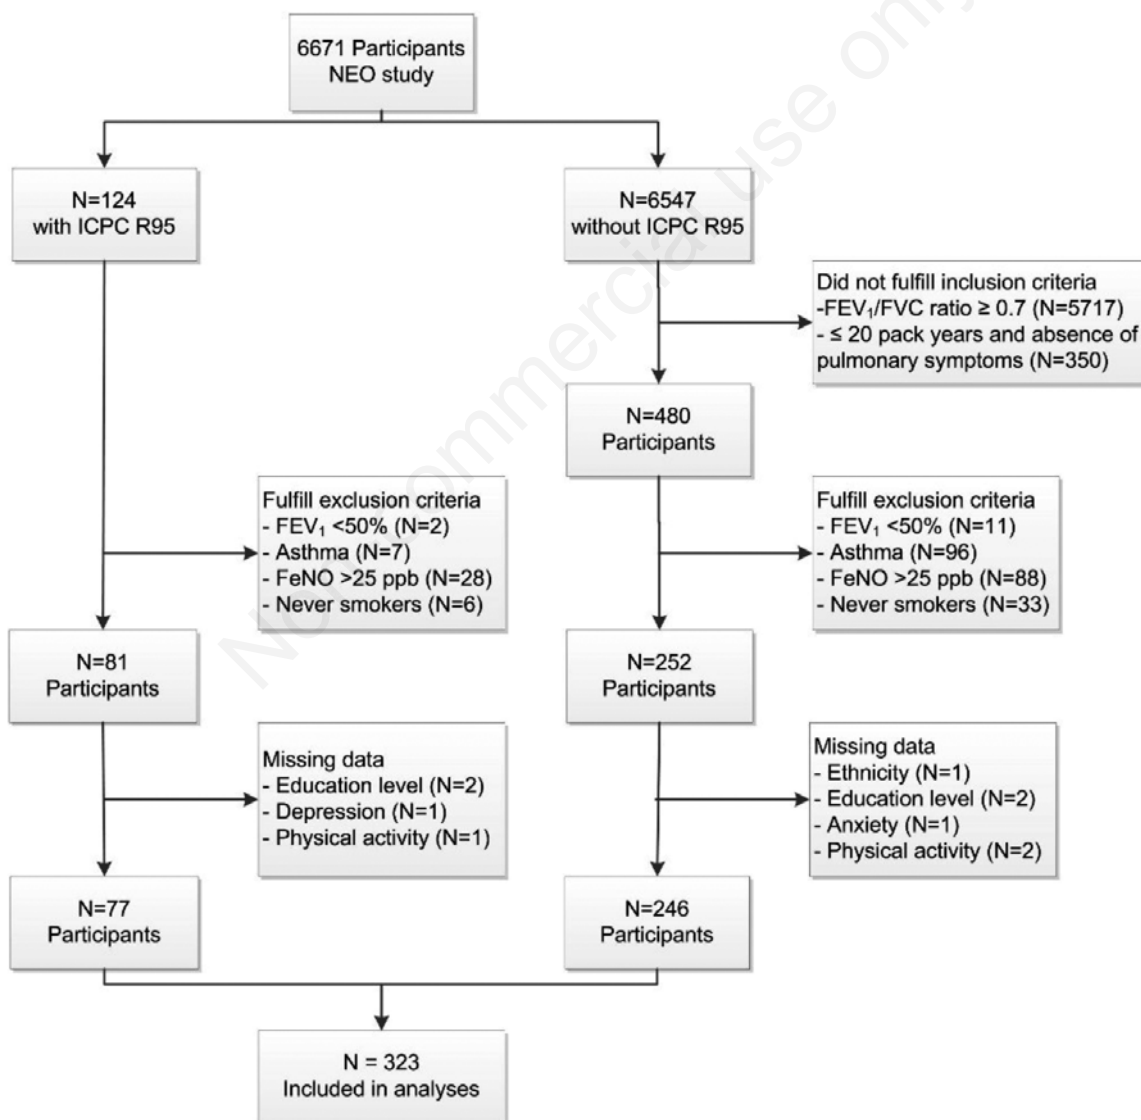 6671 Participants
NEO study
N=124
with ICPC R95
N=6547
without ICPC R95
Did not fulfill inclusion criteria
-FEV₁/FVC ratio ≥ 0.7 (N=5717)
- ≤ 20 pack years and absence of
pulmonary symptoms (N=350)
N=480
Participants
Fulfill exclusion criteria
- FEV₁ <50% (N=2)
- Asthma (N=7)
- FeNO >25 ppb (N=28)
- Never smokers (N=6)
Fulfill exclusion criteria
- FEV₁ <50% (N=11)
- Asthma (N=96)
- FeNO >25 ppb (N=88)
- Never smokers (N=33)
N=81
Participants
N=252
Participants
Missing data
- Education level (N=2)
- Depression (N=1)
- Physical activity (N=1)
Missing data
- Ethnicity (N=1)
- Education level (N=2)
- Anxiety (N=1)
- Physical activity (N=2)
N=77
Participants
N=246
Participants
N = 323
Included in analyses
Non commercial use only